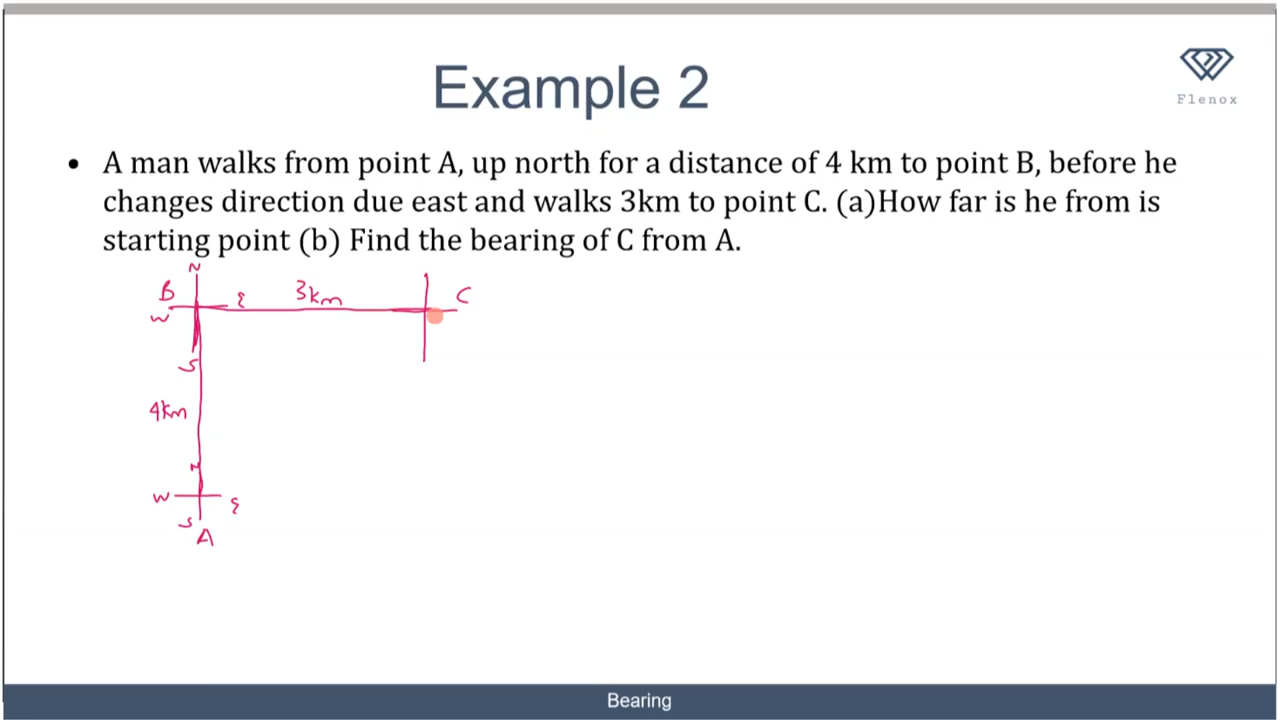 Example 2
Flenox
• A man walks from point A, up north for a distance of 4 km to point B, before he
changes direction due east and walks 3km to point C. (a)How far is he from is
starting point (b) Find the bearing of C from A.
N
B E 3km C
W
S
4km
N
W E
S
A
Bearing